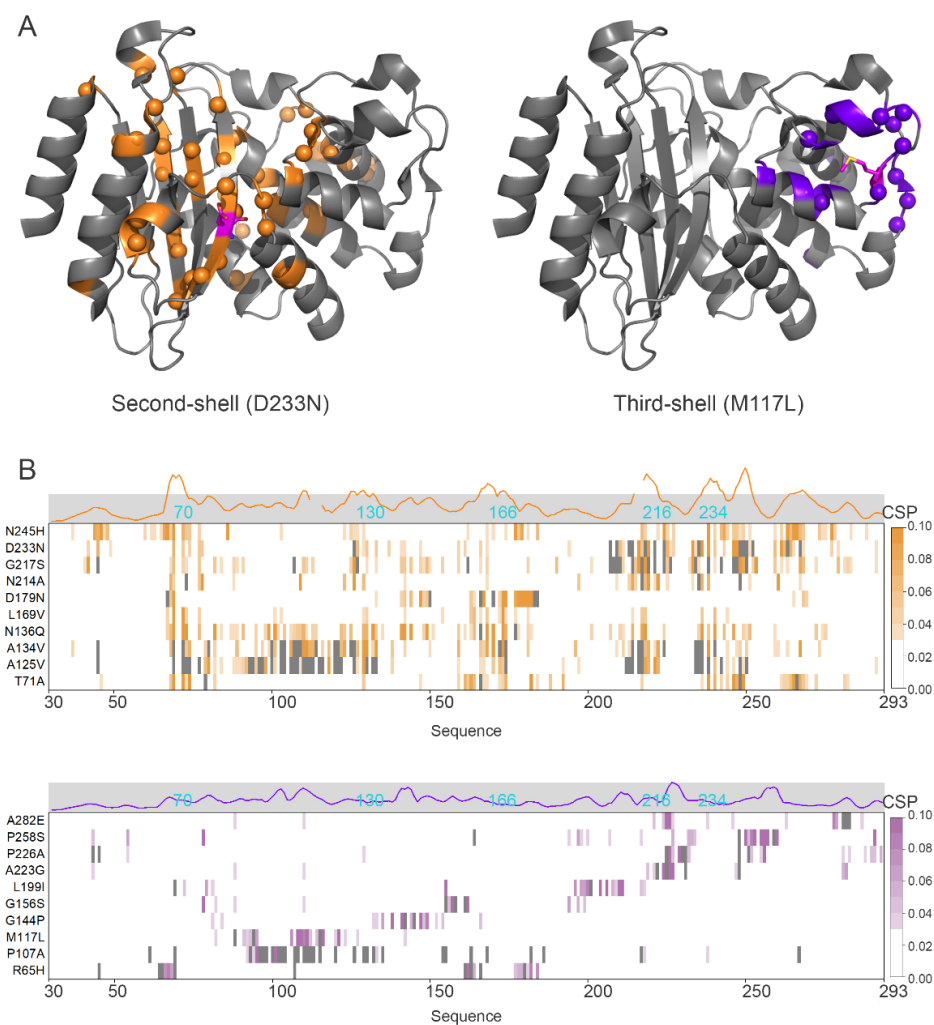 A
Second-shell (D233N)
Third-shell (M117L)
B
70 130 166 216 234 CSP
N245H
D233N
G217S
N214A
D179N
L169V
N136Q
A134V
A125V
T71A
0.10
0.08
0.06
0.04
0.02
0.00
30 50 100 150 200 250 293
Sequence
70 130 166 216 234 CSP
A282E
P258S
P226A
A223G
L199I
G156S
G144P
M117L
P107A
R65H
0.10
0.08
0.06
0.04
0.02
0.00
30 50 100 150 200 250 293
Sequence